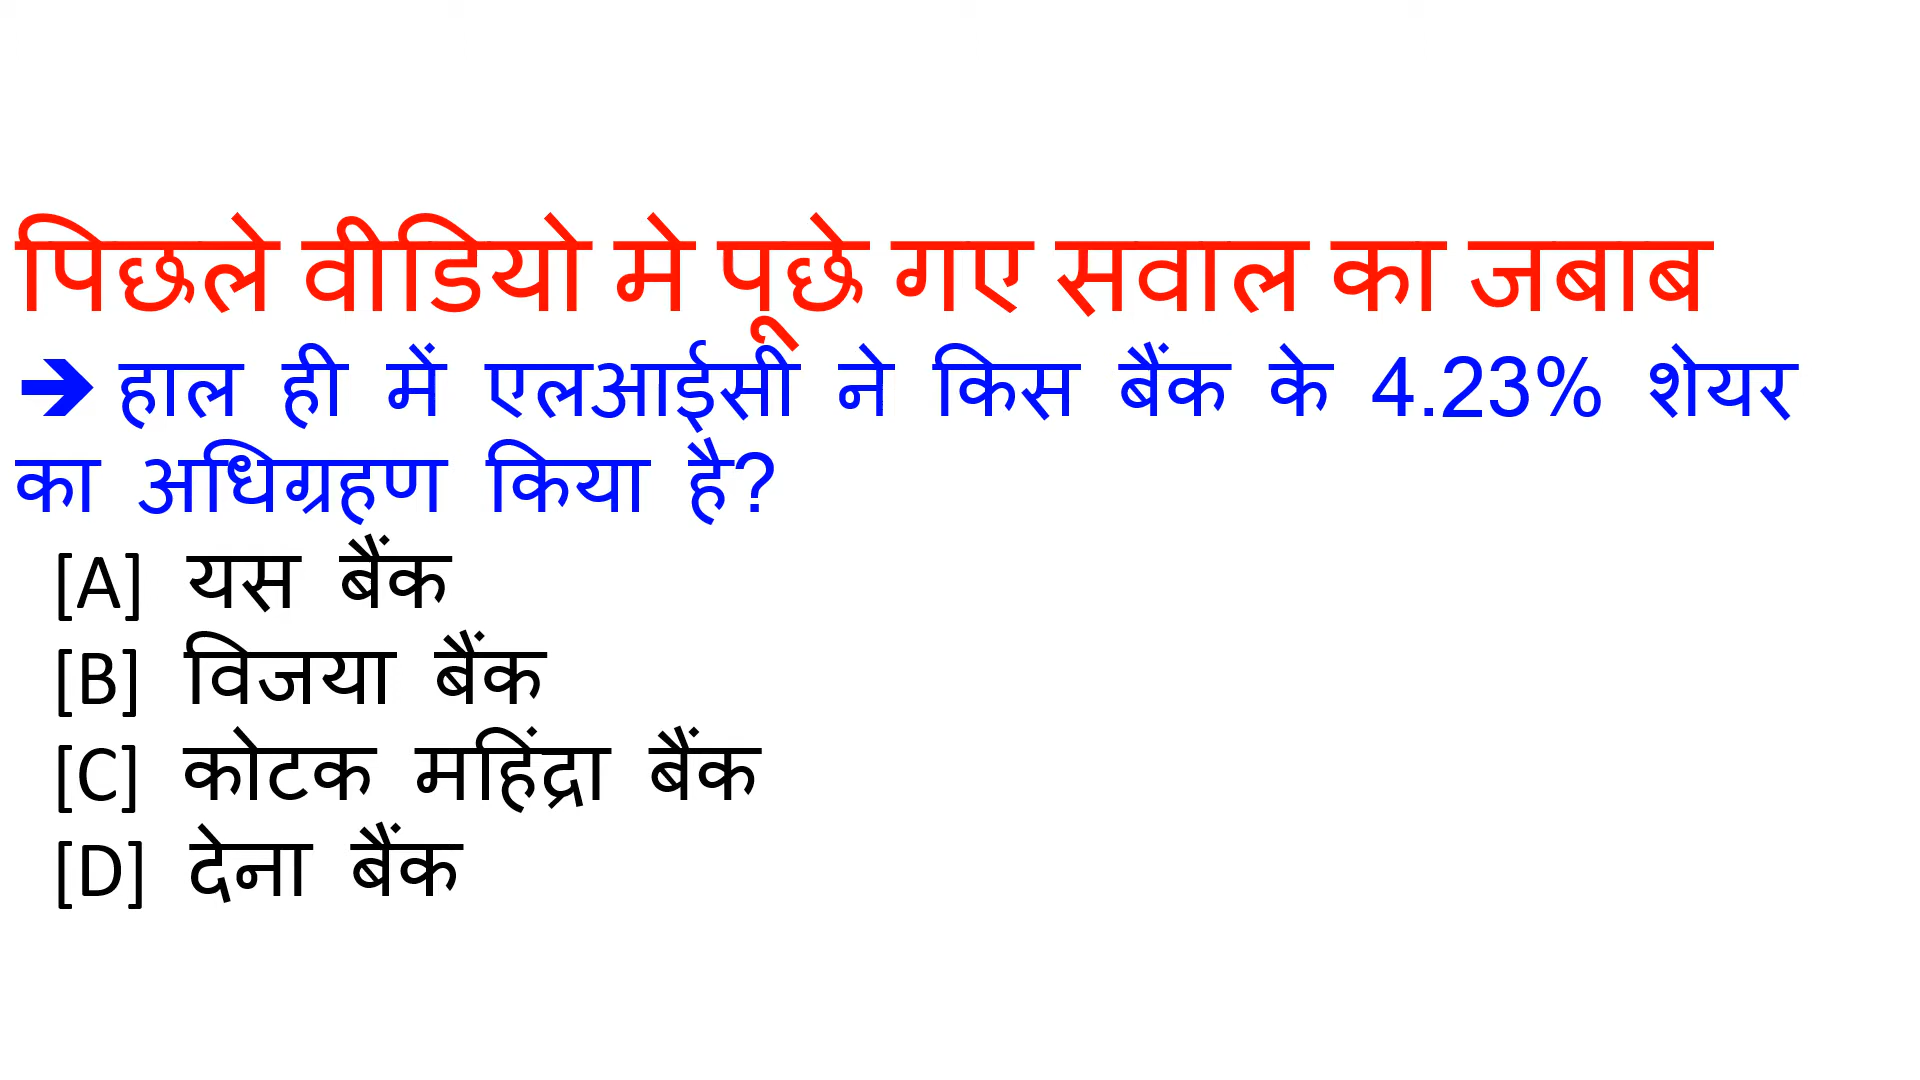 पिछले वीडियो मे पूछे गए सवाल का जबाब
🡺 हाल ही में एलआईसी ने किस बैंक के 4.23% शेयर
का अधिग्रहण किया है?
[A] यस बैंक
[B] विजया बैंक
[C] कोटक महिंद्रा बैंक
[D] देना बैंक